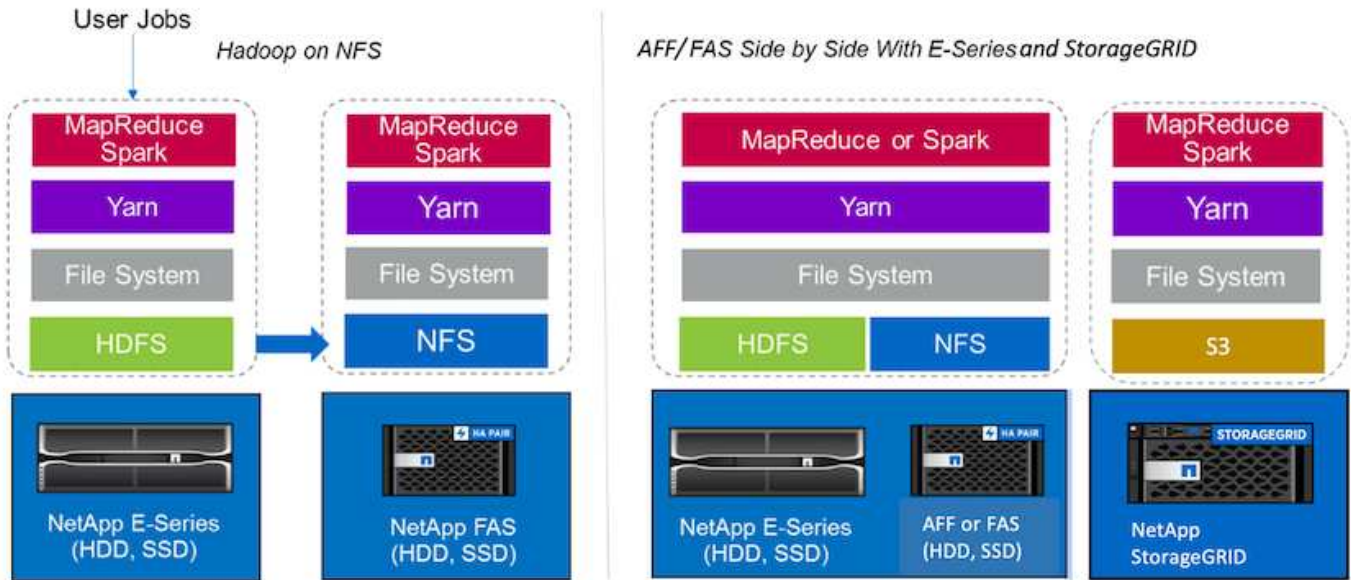 User Jobs
Hadoop on NFS
MapReduce
Spark
Yarn
File System
HDFS
NetApp E-Series
(HDD, SSD)
MapReduce
Spark
Yarn
File System
NFS
HA PAIR
NetApp FAS
(HDD, SSD)
AFF/FAS Side by Side With E-Series and StorageGRID
MapReduce or Spark
Yarn
File System
HDFS
NFS
NetApp E-Series
(HDD, SSD)
HA PAIR
AFF or FAS
(HDD, SSD)
MapReduce
Spark
Yarn
File System
S3
STORAGEGRID
NetApp
StorageGRID